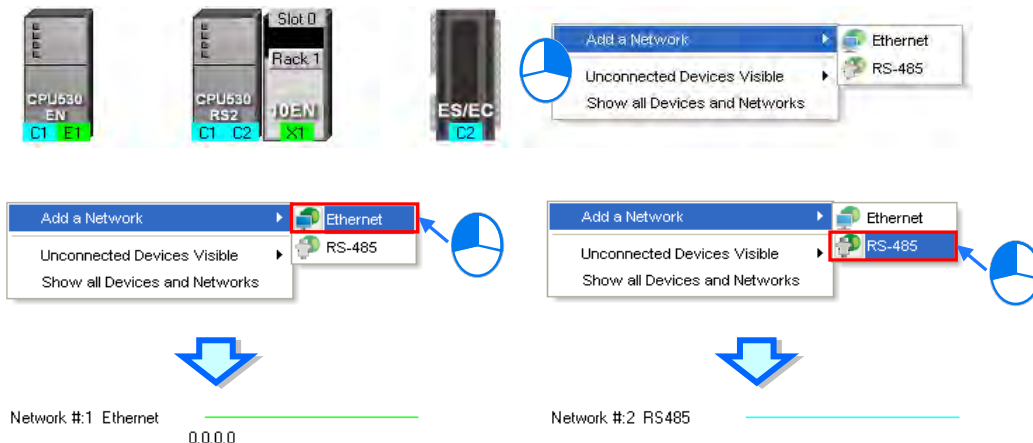 Slot 0
Rack 1
CPU530
EN
C1 E1
CPU530
RS2
C1 C2
10EN
X1
ES/EC
C2
Add a Network
Ethernet
RS-485
Unconnected Devices Visible
Show all Devices and Networks
Add a Network
Ethernet
RS-485
Unconnected Devices Visible
Show all Devices and Networks
Add a Network
Ethernet
RS-485
Unconnected Devices Visible
Show all Devices and Networks
Network #:1 Ethernet
0.0.0.0
Network #:2 RS485